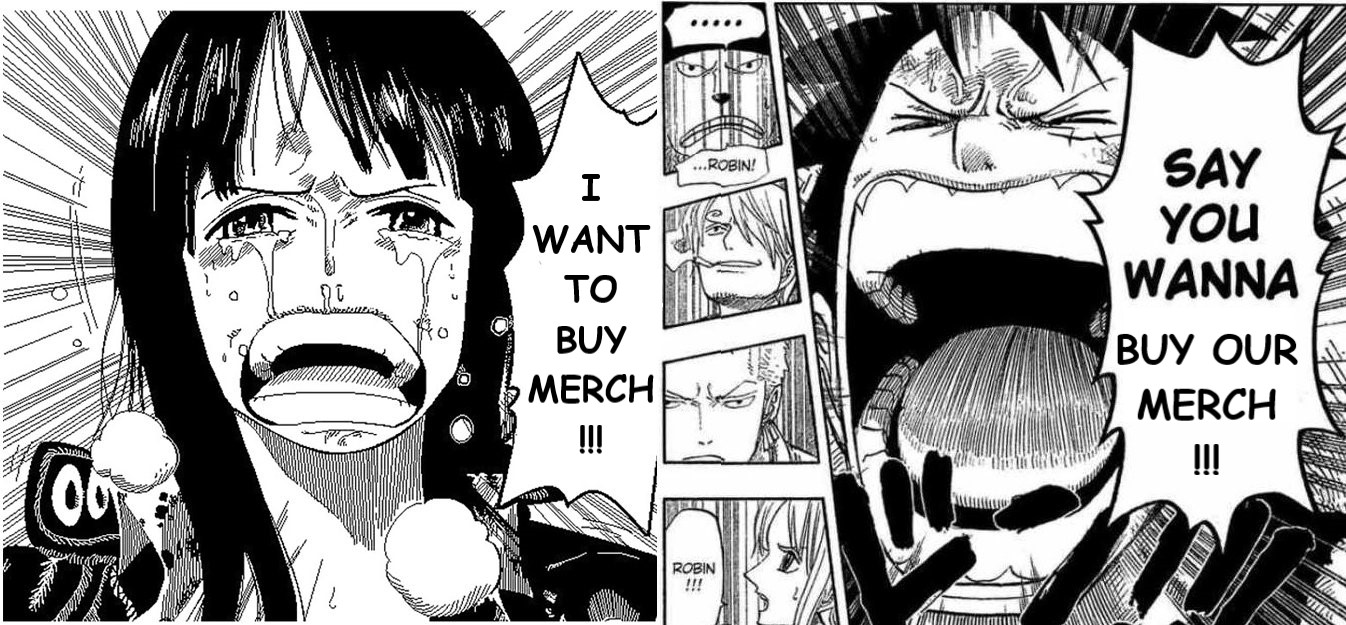 SAY
YOU
WANNA
BUY OUR
MERCH
!!!
.....
...ROBIN!
ROBIN
!!!
I
WANT
TO
BUY
MERCH
!!!